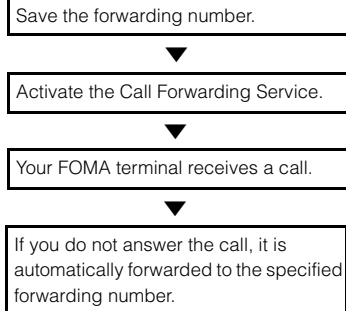 Save the forwarding number.
▼
Activate the Call Forwarding Service.
▼
Your FOMA terminal receives a call.
▼
If you do not answer the call, it is
automatically forwarded to the specified
forwarding number.